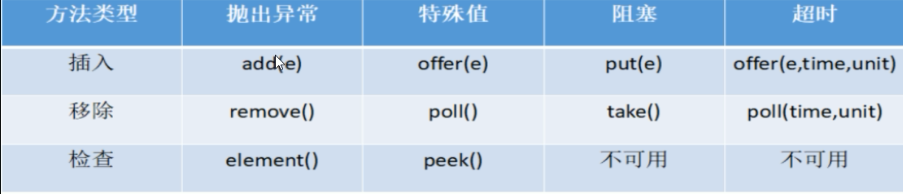 方法类型 抛出异常 特殊值 阻塞 超时
插入 add(e) offer(e) put(e) offer(e,time,unit)
移除 remove() poll() take() poll(time,unit)
检查 element() peek() 不可用 不可用